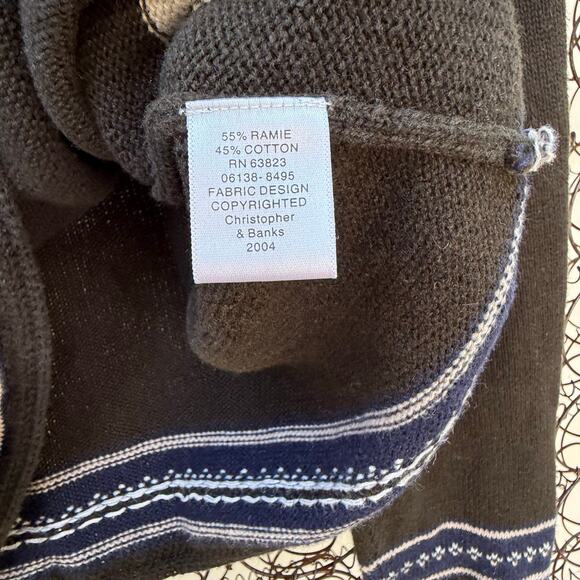 55% RAMIE
45% COTTON
RN 63823
06138- 8495
FABRIC DESIGN
COPYRIGHTED
Christopher
& Banks
2004